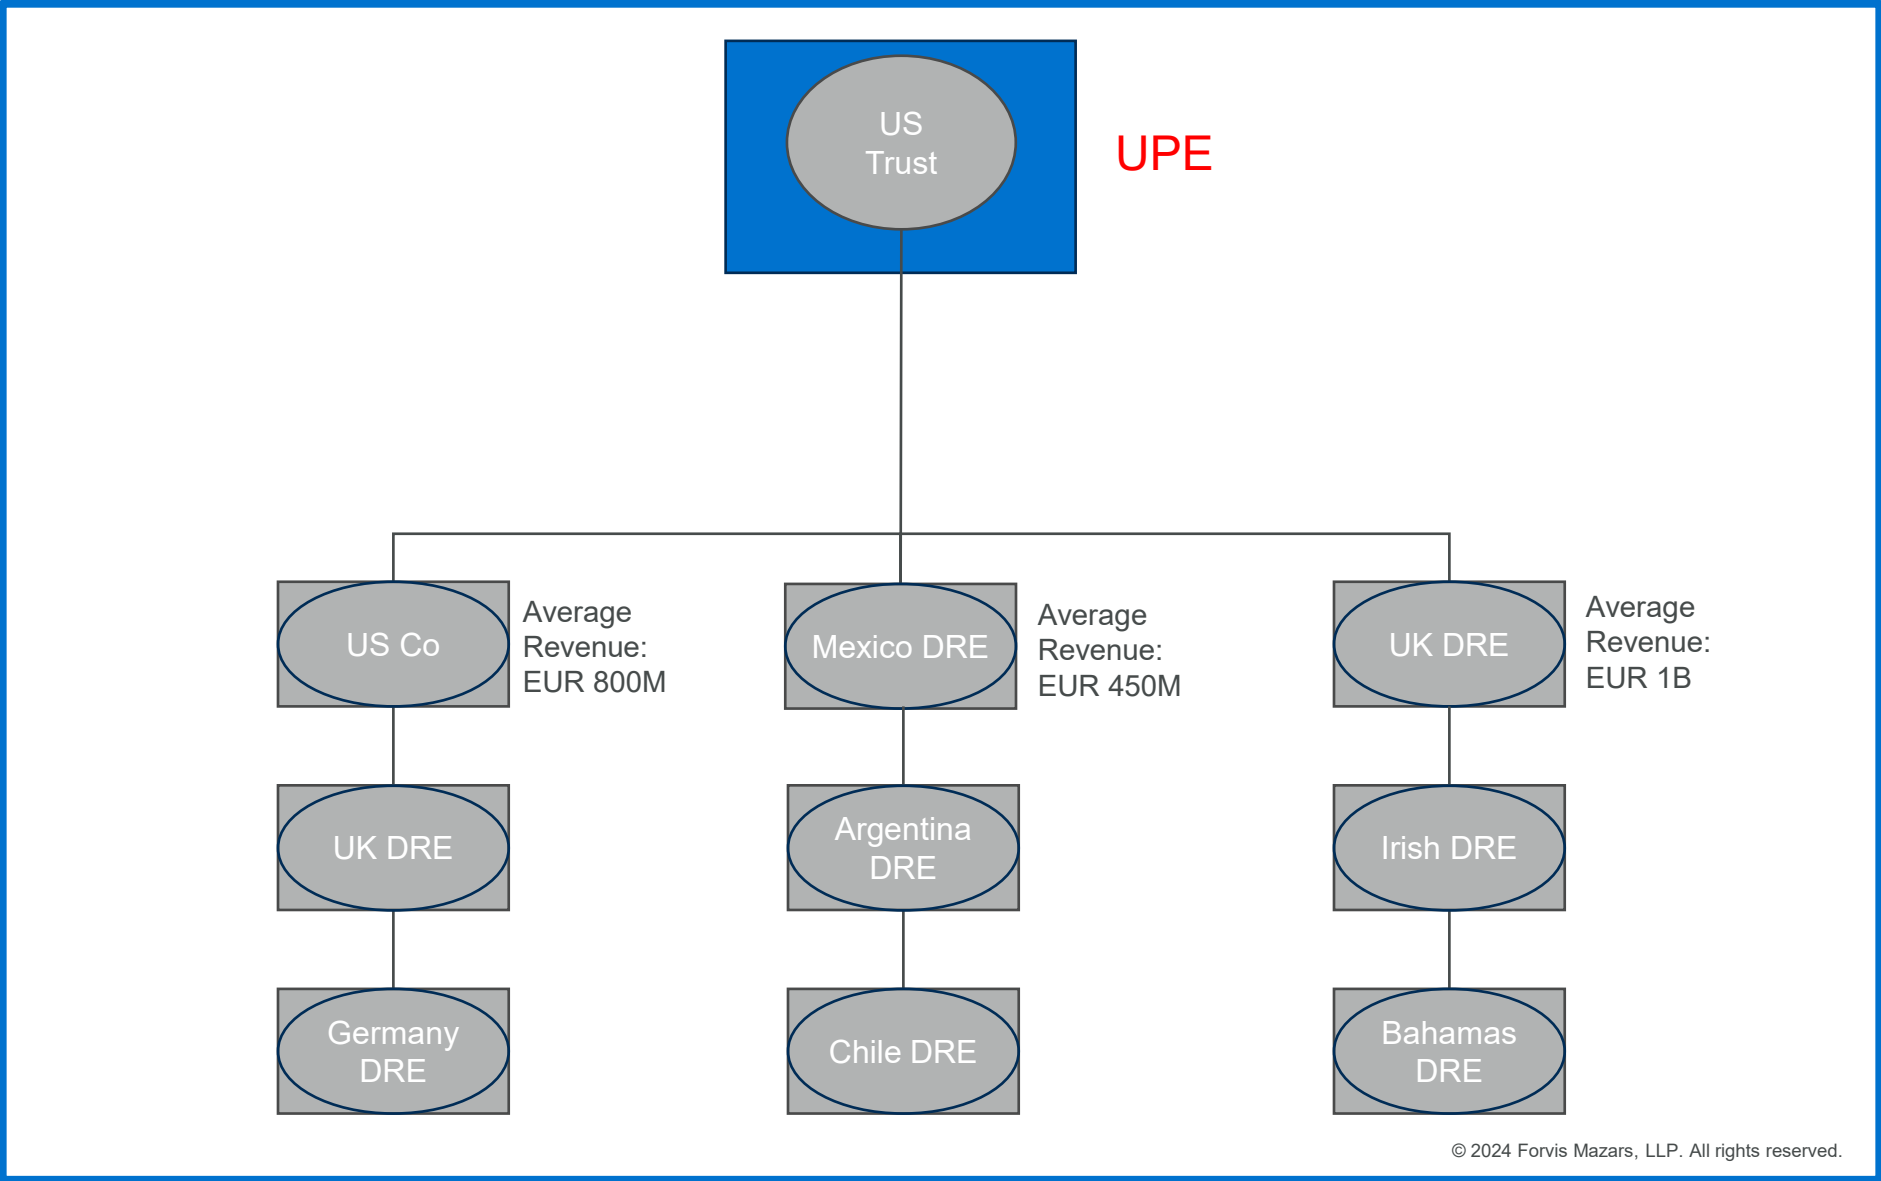 US
Trust
UPE
US Co
Average
Revenue:
EUR 800M
Mexico DRE
Average
Revenue:
EUR 450M
UK DRE
Average
Revenue:
EUR 1B
UK DRE
Argentina
DRE
Irish DRE
Germany
DRE
Chile DRE
Bahamas
DRE
© 2024 Forvis Mazars, LLP. All rights reserved.